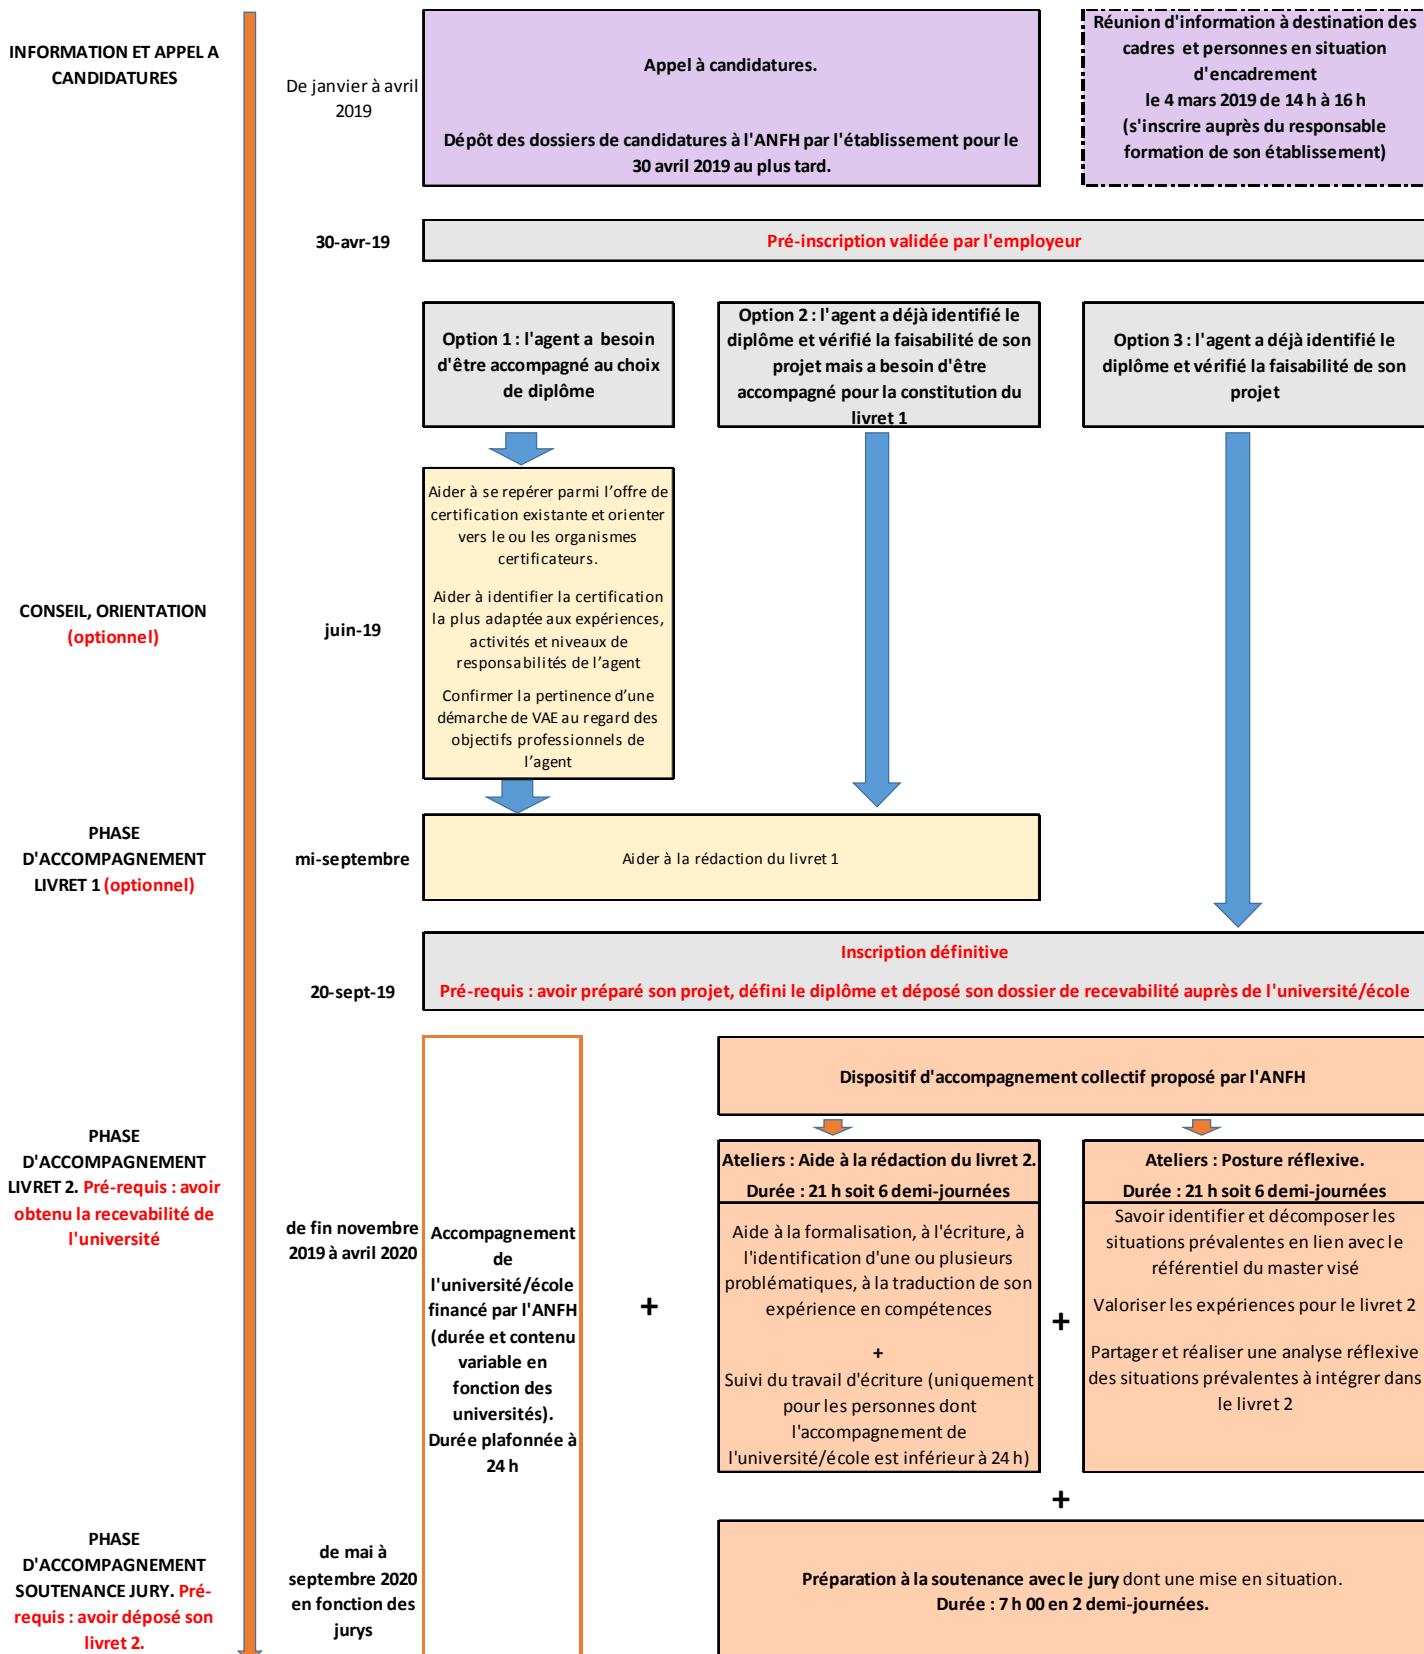 INFORMATION ET APPEL A
CANDIDATURES
De janvier à avril
2019
Appel à candidatures.
Dépôt des dossiers de candidatures à l'ANFH par l'établissement pour le
30 avril 2019 au plus tard.
Réunion d'information à destination des
cadres et personnes en situation
d'encadrement
le 4 mars 2019 de 14 h à 16 h
(s'inscrire auprès du responsable
formation de son établissement)
30-avr-19
Pré-inscription validée par l'employeur
Option 1 : l'agent a besoin
d'être accompagné au choix
de diplôme
Option 2 : l'agent a déjà identifié le
diplôme et vérifié la faisabilité de son
projet mais a besoin d'être
accompagné pour la constitution du
livret 1
Option 3 : l'agent a déjà identifié le
diplôme et vérifié la faisabilité de son
projet
CONSEIL, ORIENTATION
(optionnel)
juin-19
Aider à se repérer parmi l'offre de
certification existante et orienter
vers le ou les organismes
certificateurs.
Aider à identifier la certification
la plus adaptée aux expériences,
activités et niveaux de
responsabilités de l'agent
Confirmer la pertinence d'une
démarche de VAE au regard des
objectifs professionnels de
l'agent
PHASE
D'ACCOMPAGNEMENT
LIVRET 1 (optionnel)
mi-septembre
Aider à la rédaction du livret 1
20-sept-19
Inscription définitive
Pré-requis : avoir préparé son projet, défini le diplôme et déposé son dossier de recevabilité auprès de l'université/école
PHASE
D'ACCOMPAGNEMENT
LIVRET 2. Pré-requis : avoir
obtenu la recevabilité de
l'université
de fin novembre
2019 à avril 2020
Accompagnement
de
l'université/école
financé par l'ANFH
(durée et contenu
variable en
fonction des
universités).
Durée plafonnée à
24 h
+
Dispositif d'accompagnement collectif proposé par l'ANFH
Ateliers : Aide à la rédaction du livret 2.
Durée : 21 h soit 6 demi-journées
Aide à la formalisation, à l'écriture, à
l'identification d'une ou plusieurs
problématiques, à la traduction de son
expérience en compétences
+
Suivi du travail d'écriture (uniquement
pour les personnes dont
l'accompagnement de
l'université/école est inférieur à 24 h)
+
Ateliers : Posture réflexive.
Durée : 21 h soit 6 demi-journées
Savoir identifier et décomposer les
situations prévalentes en lien avec le
référentiel du master visé
Valoriser les expériences pour le livret 2
Partager et réaliser une analyse réflexive
des situations prévalentes à intégrer dans
le livret 2
+
PHASE
D'ACCOMPAGNEMENT
SOUTENANCE JURY. Pré-
requis : avoir déposé son
livret 2.
de mai à
septembre 2020
en fonction des
jurys
Préparation à la soutenance avec le jury dont une mise en situation.
Durée : 7 h 00 en 2 demi-journées.